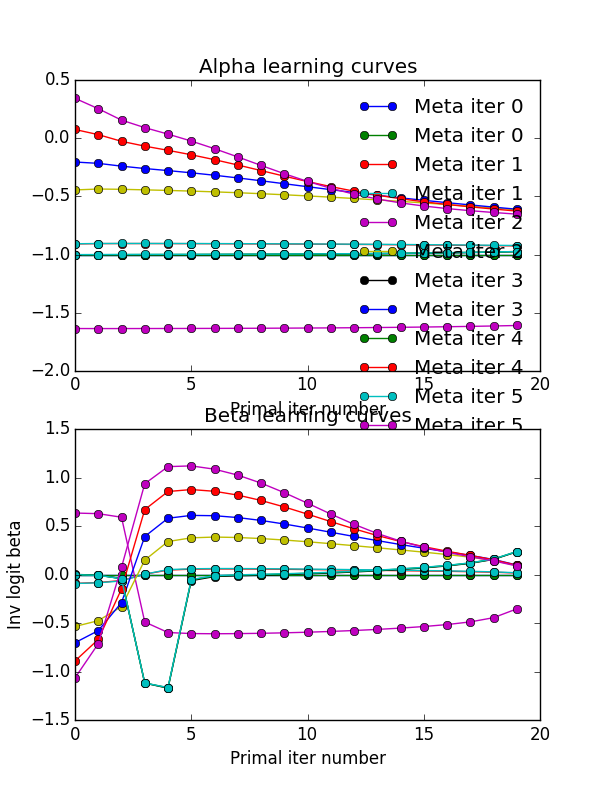 Alpha learning curves
0.5
0.0
−0.5
−1.0
−1.5
−2.0
0 5 10 15 20
Primal iter number
Meta iter 0
Meta iter 0
Meta iter 1
Meta iter 1
Meta iter 2
Meta iter 2
Meta iter 3
Meta iter 3
Meta iter 4
Meta iter 4
Meta iter 5
Meta iter 5
Beta learning curves
Inv logit beta
1.5
1.0
0.5
0.0
−0.5
−1.0
−1.5
0 5 10 15 20
Primal iter number